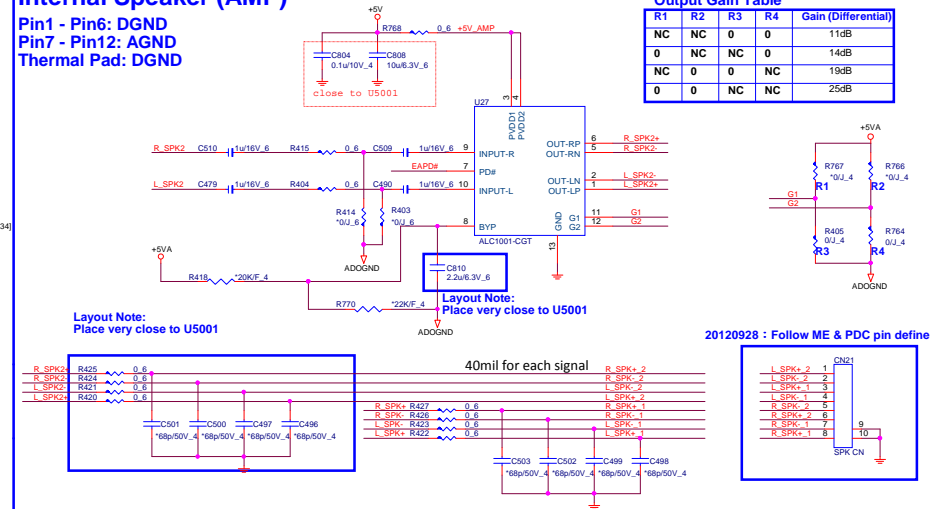 Internal Speaker (AMP)
Pin1 - Pin6: DGND
Pin7 - Pin12: AGND
Thermal Pad: DGND
+5V
R768 0_6 +5V_AMP
C804
0.1u/10V_4
C808
10u/6.3V_6
close to U5001
Output Gain Table
R1 R2 R3 R4 Gain (Differential)
NC NC 0 0 11dB
0 NC NC 0 14dB
NC 0 0 NC 19dB
0 0 NC NC 25dB
U27
3 4
PVDD1
PVDD2
R_SPK2 C510 1u/16V_6 R415 0_6 C509 1u/16V_6 9 INPUT-R
EAPD# 7 PD#
L_SPK2 C479 1u/16V_6 R404 0_6 C490 1u/16V_6 10 INPUT-L
8 BYP
OUT-RP 6 R_SPK2+
OUT-RN 5 R_SPK2-
OUT-LN 2 L_SPK2-
OUT-LP 1 L_SPK2+
G1 11 G1
G2 12 G2
GND
13
ALC1001-CGT
R414
*0/J_6
R403
*0/J_6
ADOGND
34]
+5VA
R418 *20K/F_4
R770 *22K/F_4
C810
2.2u/6.3V_6
Layout Note:
Place very close to U5001
ADOGND
+5VA
R767
*0/J_4
R1
R766
*0/J_4
R2
G1
G2
R405
0/J_4
R3
R764
0/J_4
R4
ADOGND
Layout Note:
Place very close to U5001
R_SPK2+ R425 0_6
R_SPK2- R424 0_6
L_SPK2- R421 0_6
L_SPK2+ R420 0_6
C501
*68p/50V_4
C500
*68p/50V_4
C497
*68p/50V_4
C496
*68p/50V_4
40mil for each signal
R_SPK+_2
R_SPK-_2
L_SPK-_2
L_SPK+_2
R_SPK+ R427 0_6 R_SPK+_1
R_SPK- R426 0_6 R_SPK-_1
L_SPK- R423 0_6 L_SPK-_1
L_SPK+ R422 0_6 L_SPK+_1
C503
*68p/50V_4
C502
*68p/50V_4
C499
*68p/50V_4
C498
*68p/50V_4
20120928：Follow ME & PDC pin define
CN21
L_SPK+_2 1
L_SPK-_2 2
L_SPK+_1 3
L_SPK-_1 4
R_SPK-_2 5
R_SPK+_2 6
R_SPK-_1 7
R_SPK+_1 8
9
10
SPK CN